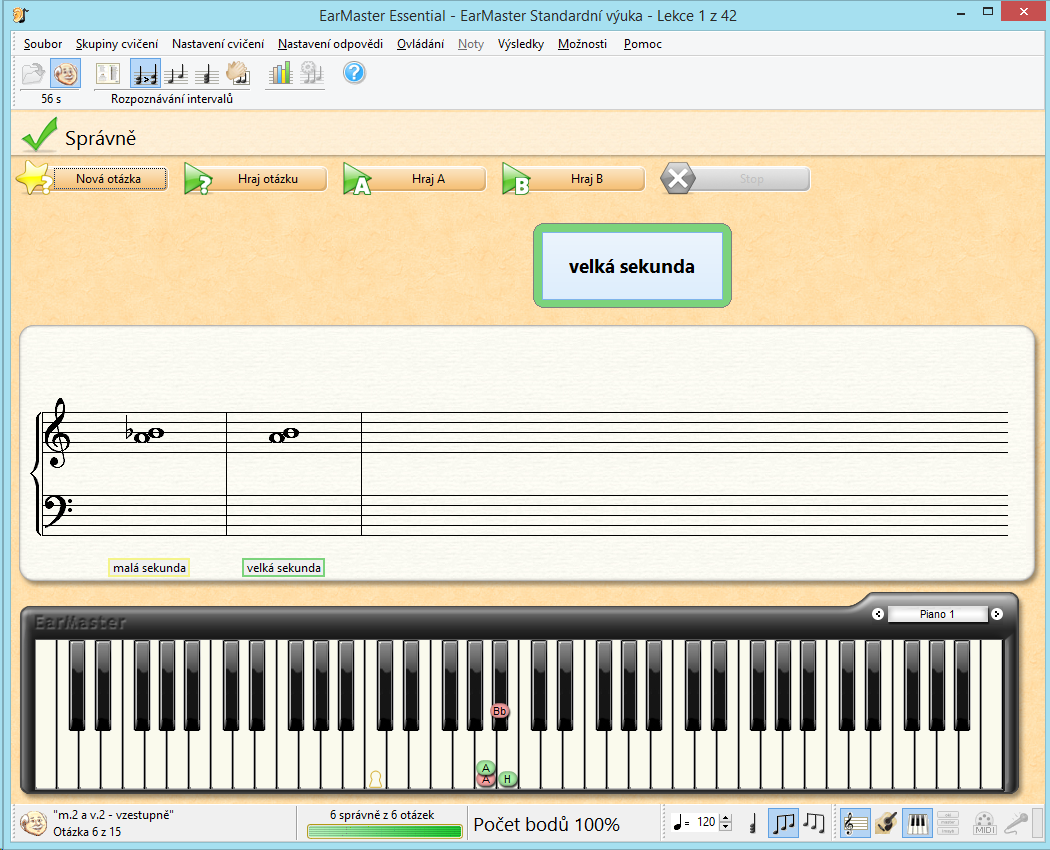 EarMaster Essential - EarMaster Standardní výuka - Lekce 1 z 42
Soubor Skupiny cvičení Nastavení cvičení Nastavení odpovědi Ovládání Noty Výsledky Možnosti Pomoc
56 s Rozpoznávání intervalů
Správně
Nová otázka Hraj otázku Hraj A Hraj B Stop
velká sekunda
malá sekunda velká sekunda
EarMaster Piano 1
Bb
A
A H
"m.2 a v.2 - vzestupně"
Otázka 6 z 15
6 správně z 6 otázek
Počet bodů 100%
= 120
MIDI